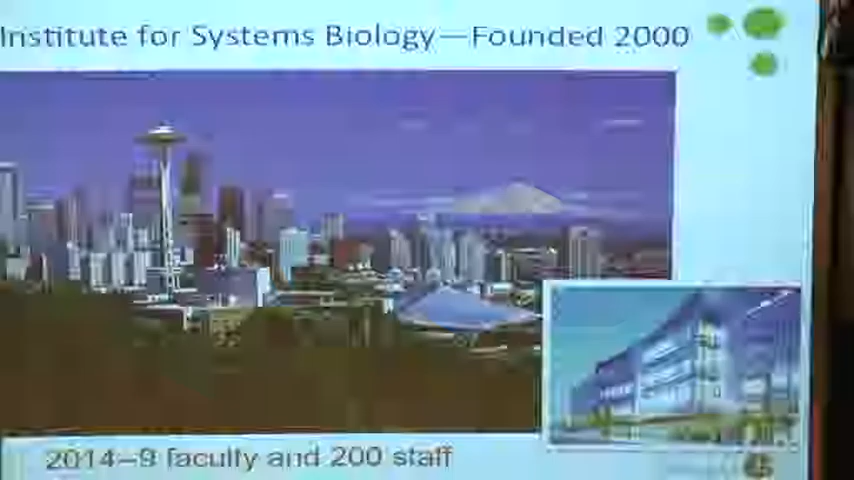 Institute for Systems Biology—Founded 2000
2014–9 faculty and 200 staff